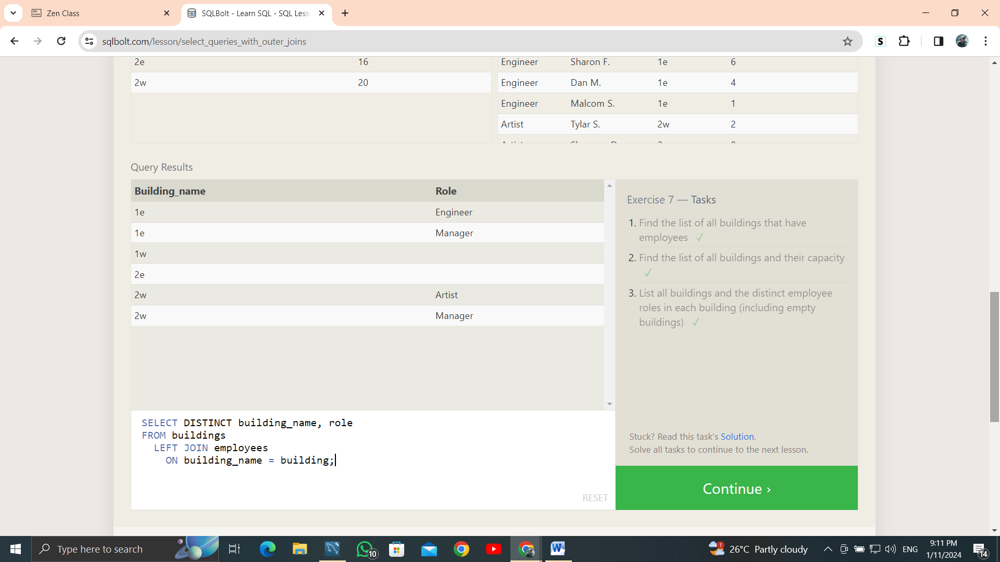 Zen Class
SQLBolt - Learn SQL - SQL Less
sqlbolt.com/lesson/select_queries_with_outer_joins
2e 16
2w 20
Engineer Sharon F. 1e 6
Engineer Dan M. 1e 4
Engineer Malcom S. 1e 1
Artist Tylar S. 2w 2
Query Results
Building_name Role
1e Engineer
1e Manager
1w
2e
2w Artist
2w Manager
SELECT DISTINCT building_name, role
FROM buildings
LEFT JOIN employees
ON building_name = building;
RESET
Exercise 7 — Tasks
1. Find the list of all buildings that have
employees ✓
2. Find the list of all buildings and their capacity
✓
3. List all buildings and the distinct employee
roles in each building (including empty
buildings) ✓
Stuck? Read this task's Solution.
Solve all tasks to continue to the next lesson.
Continue ›
Type here to search
10
1
26°C Partly cloudy
ENG
9:11 PM
1/11/2024
14